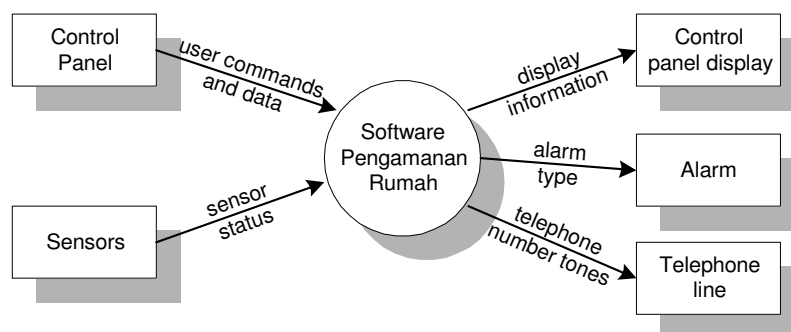 Control
Panel
user commands
and data
Sensors
sensor
status
Software
Pengamanan
Rumah
display
information
Control
panel display
alarm
type
Alarm
telephone
number tones
Telephone
line